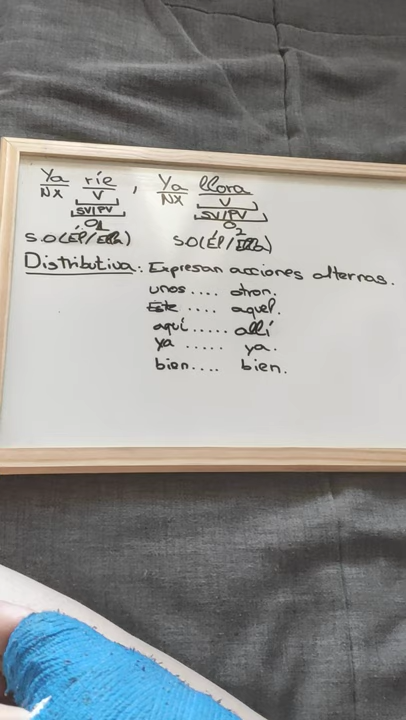 Ya ríe, Ya llora
NX V NX V
SV/PV SV/PV
O1 O2
S.O(Él/Ella) S.O(Él/Ella)
Distributiva: Expresan acciones alternas.
unos .... otron.
Este .... aquel.
aquí ..... allí
ya ..... ya.
bien.... bien.